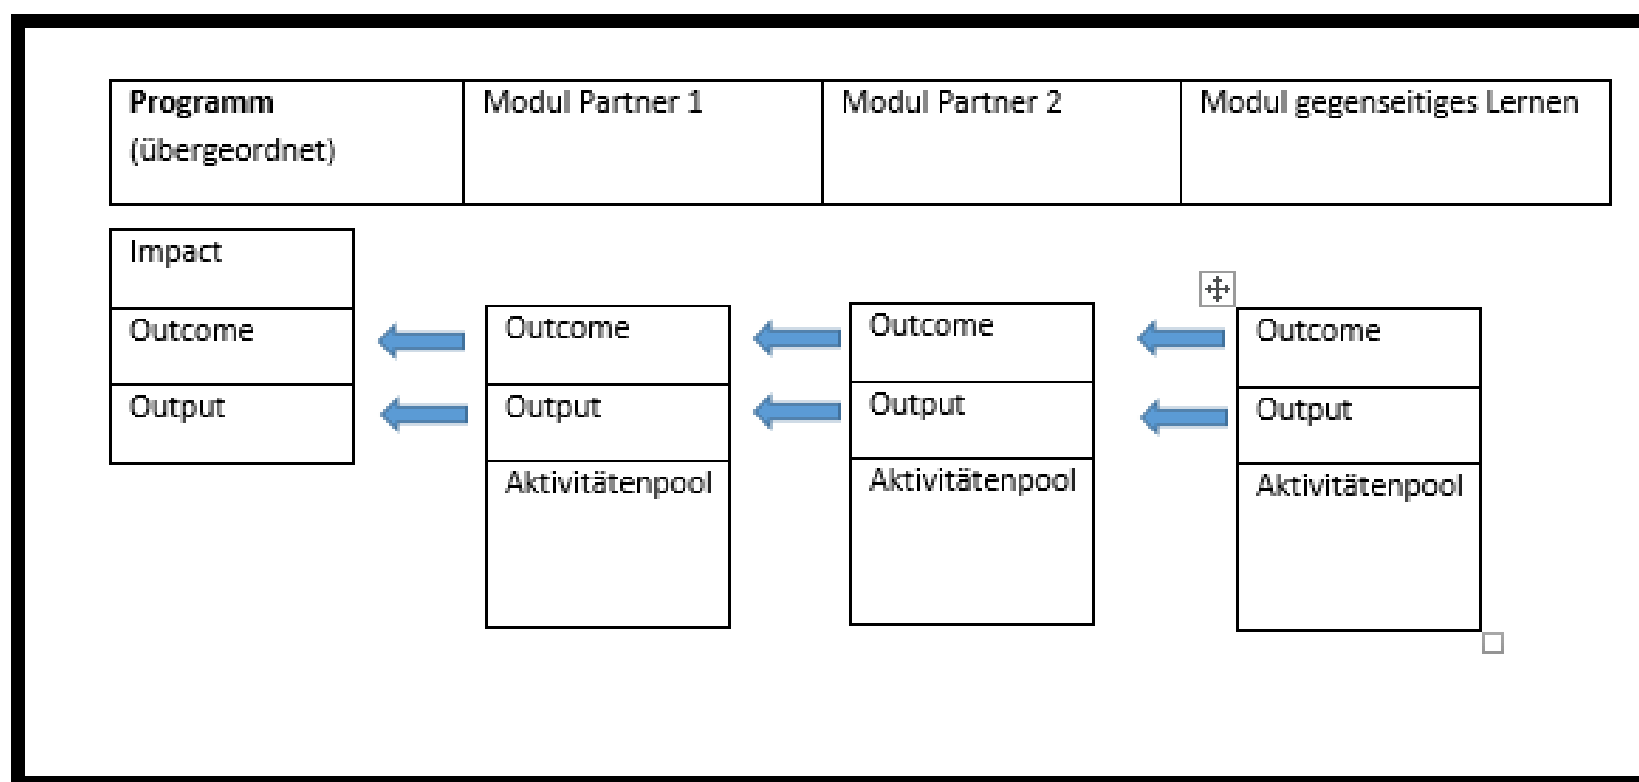 Programm
(übergeordnet)
Modul Partner 1
Modul Partner 2
Modul gegenseitiges Lernen
Impact
Outcome
Output
Outcome
Output
Aktivitätenpool
Outcome
Output
Aktivitätenpool
Outcome
Output
Aktivitätenpool